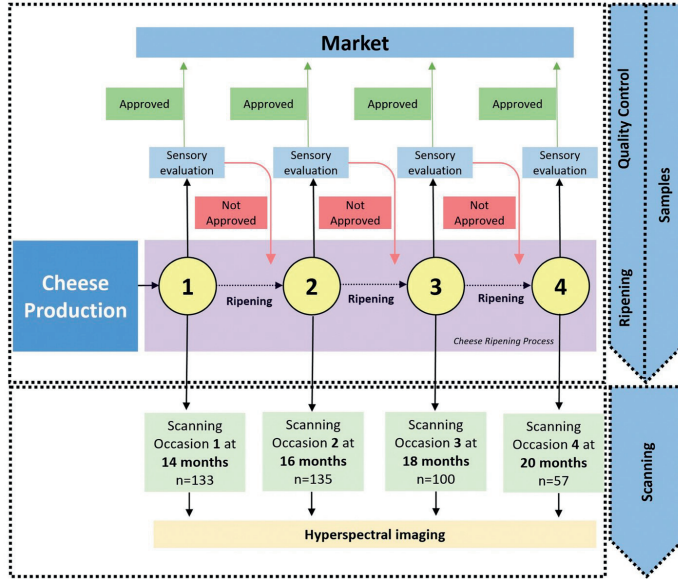 Market
Approved
Approved
Approved
Approved
Sensory
evaluation
Sensory
evaluation
Sensory
evaluation
Sensory
evaluation
Not
Approved
Not
Approved
Not
Approved
Cheese
Production
1
2
3
4
Ripening
Ripening
Ripening
Cheese Ripening Process
Quality Control
Ripening
Samples
Scanning
Occasion 1 at
14 months
n=133
Scanning
Occasion 2 at
16 months
n=135
Scanning
Occasion 3 at
18 months
n=100
Scanning
Occasion 4 at
20 months
n=57
Scanning
Hyperspectral imaging